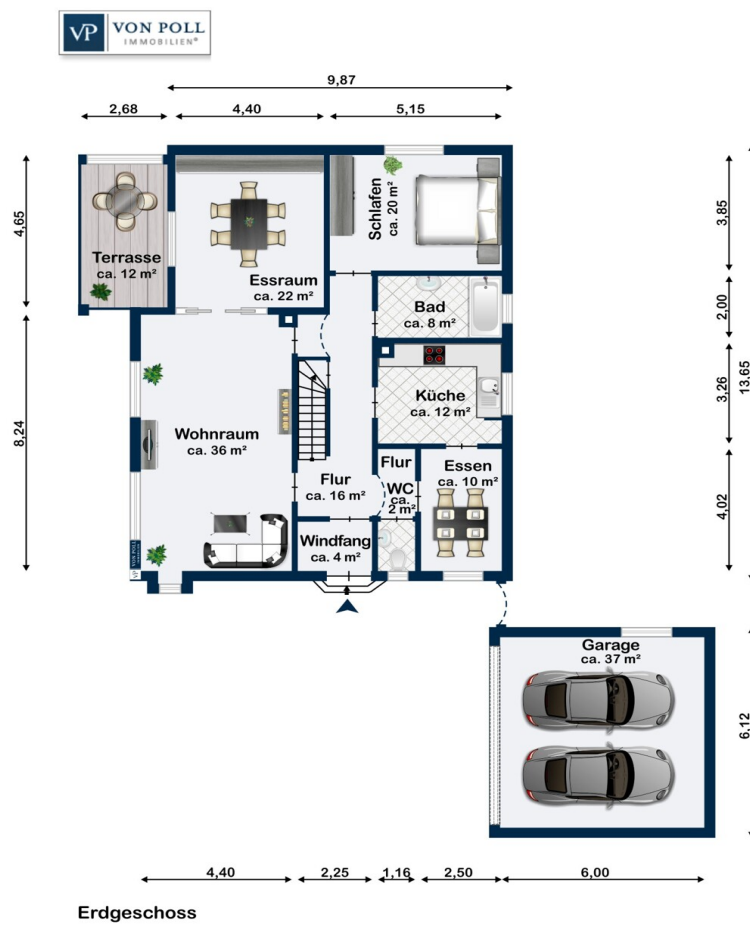 VP VON POLL
IMMOBILIEN®
9,87
2,68
4,40
5,15
4,65
8,24
3,85
2,00
3,26
4,02
13,65
6,12
Terrasse
ca. 12 m²
Essraum
ca. 22 m²
Schlafen
ca. 20 m²
Bad
ca. 8 m²
Küche
ca. 12 m²
Wohnraum
ca. 36 m²
Flur
ca. 16 m²
Flur
WC
ca.
2 m²
Essen
ca. 10 m²
Windfang
ca. 4 m²
Garage
ca. 37 m²
4,40
2,25
1,16
2,50
6,00
Erdgeschoss